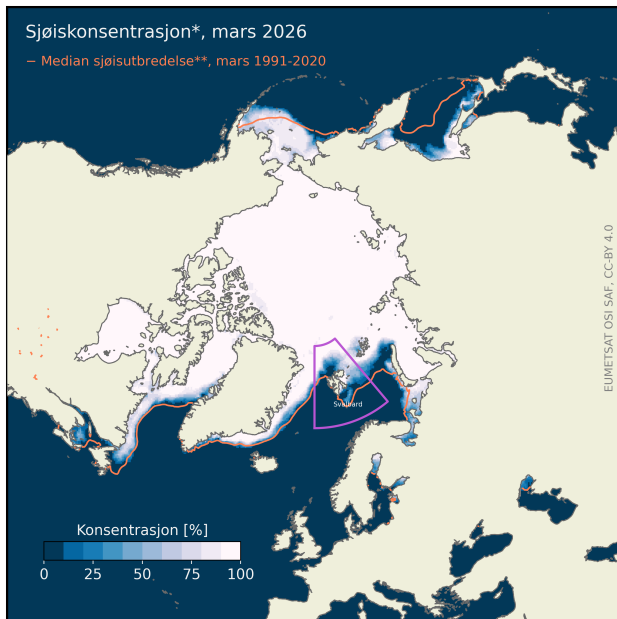 Sjøiskonsentrasjon*, mars 2026
− Median sjøisutbredelse**, mars 1991-2020
EUMETSAT OSI SAF, CC-BY 4.0
Svalbard
Konsentrasjon [%]
0 25 50 75 100